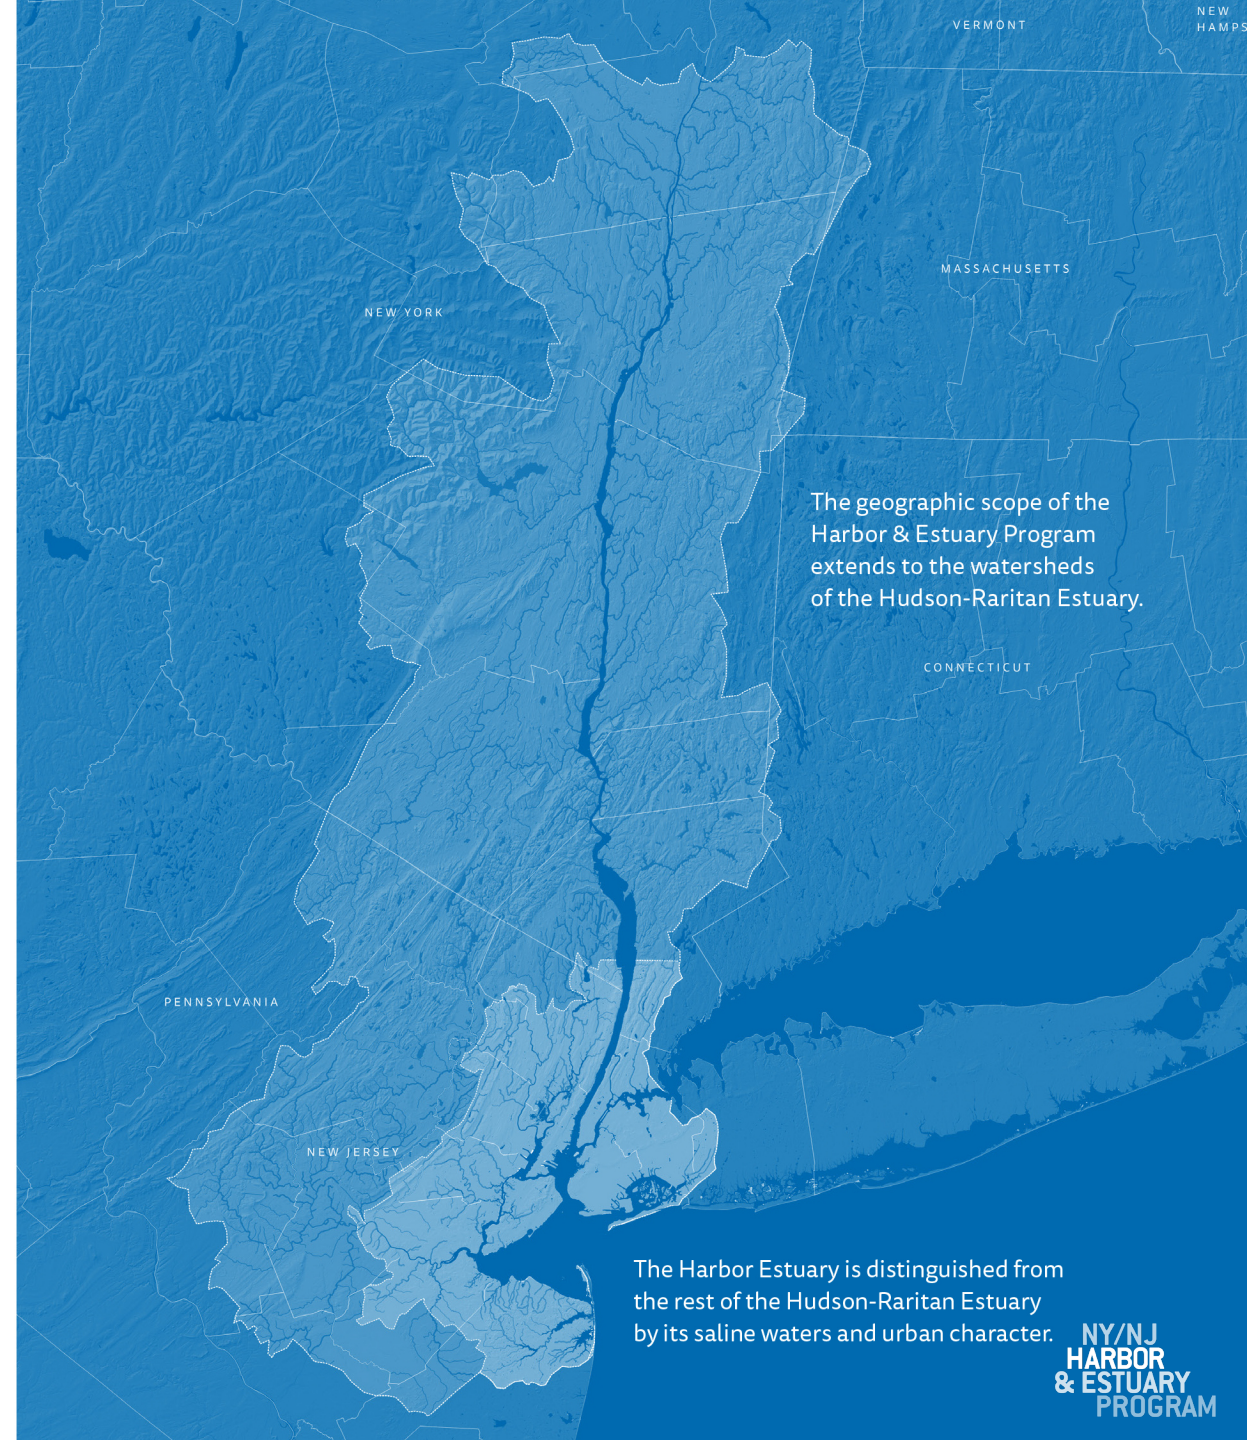 VERMONT
NEW
HAMPS
MASSACHUSETTS
NEW YORK
The geographic scope of the
Harbor & Estuary Program
extends to the watersheds
of the Hudson-Raritan Estuary.
CONNECTICUT
PENNSYLVANIA
NEW JERSEY
The Harbor Estuary is distinguished from
the rest of the Hudson-Raritan Estuary
by its saline waters and urban character.
NY/NJ
HARBOR
& ESTUARY
PROGRAM